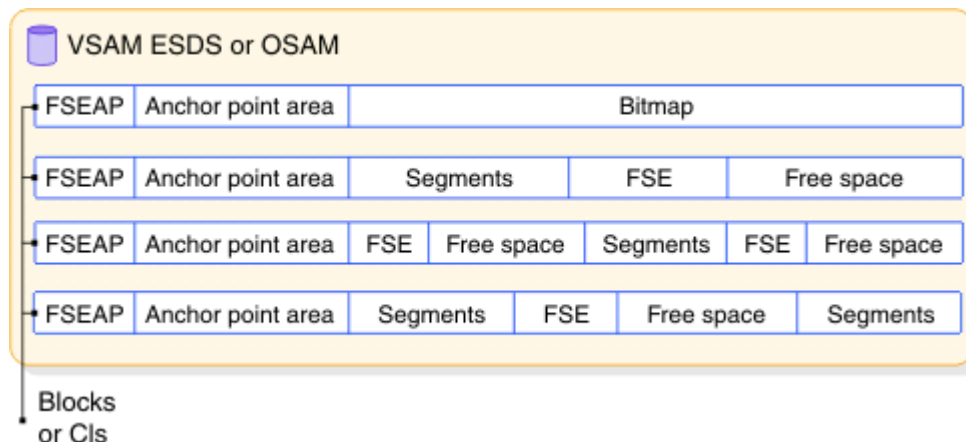 VSAM ESDS or OSAM
FSEAP Anchor point area Bitmap
FSEAP Anchor point area Segments FSE Free space
FSEAP Anchor point area FSE Free space Segments FSE Free space
FSEAP Anchor point area Segments FSE Free space Segments
Blocks
or CIs